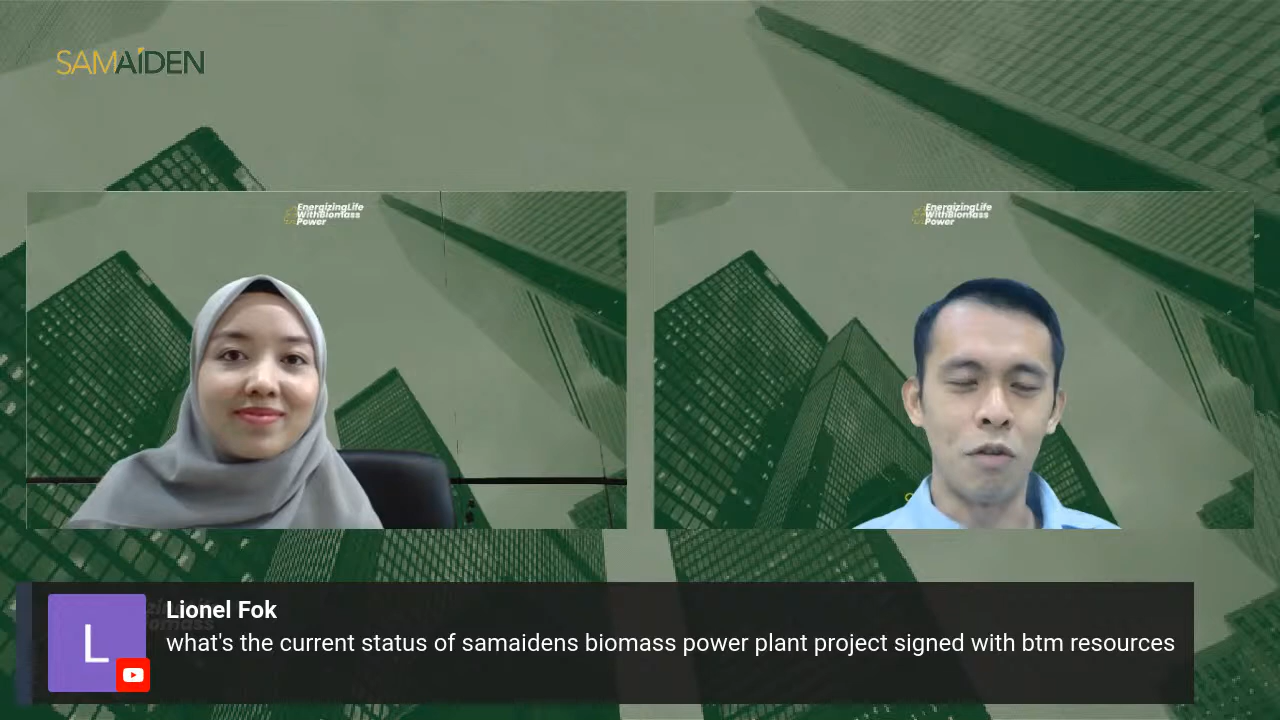 SAMAIDEN
EnergizingLife
WithBiomass
Power
EnergizingLife
WithBiomass
Power
L
Lionel Fok
what's the current status of samaidens biomass power plant project signed with btm resources